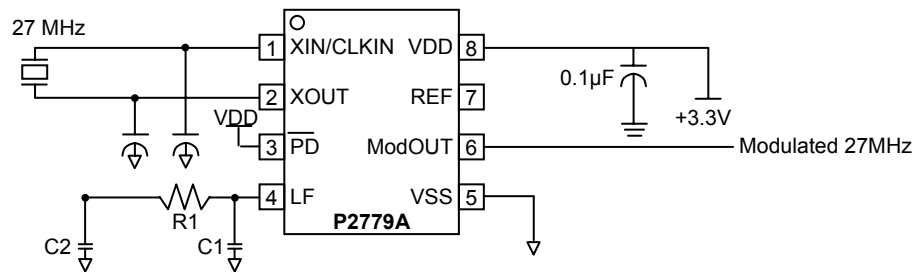 27 MHz
1 XIN/CLKIN VDD 8
0.1µF
2 XOUT REF 7
VDD
+3.3V
3 PD ModOUT 6
Modulated 27MHz
4 LF VSS 5
R1
P2779A
C2 C1